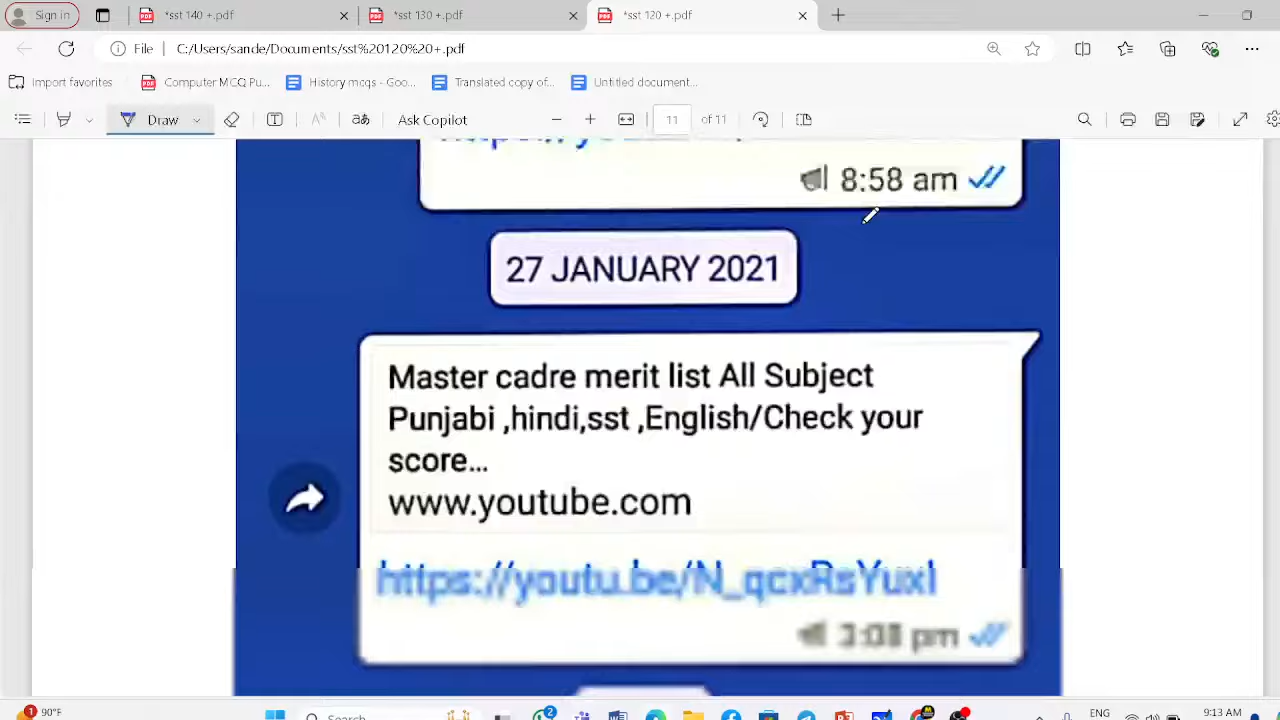 Sign in
*sst 140 +.pdf
*sst 130 +.pdf
*sst 120 +.pdf
File
C:/Users/sande/Documents/sst%20120%20+.pdf
Import favorites
Computer MCQ Pu...
History mcqs - Goo...
Translated copy of...
Untitled document...
Draw
Ask Copilot
11
of 11
8:58 am
27 JANUARY 2021
Master cadre merit list All Subject
Punjabi ,hindi,sst ,English/Check your
score...
www.youtube.com
https://youtu.be/N_qcxRsYuxI
3:08 pm
1
90°F
Search
2
ENG
9:13 AM